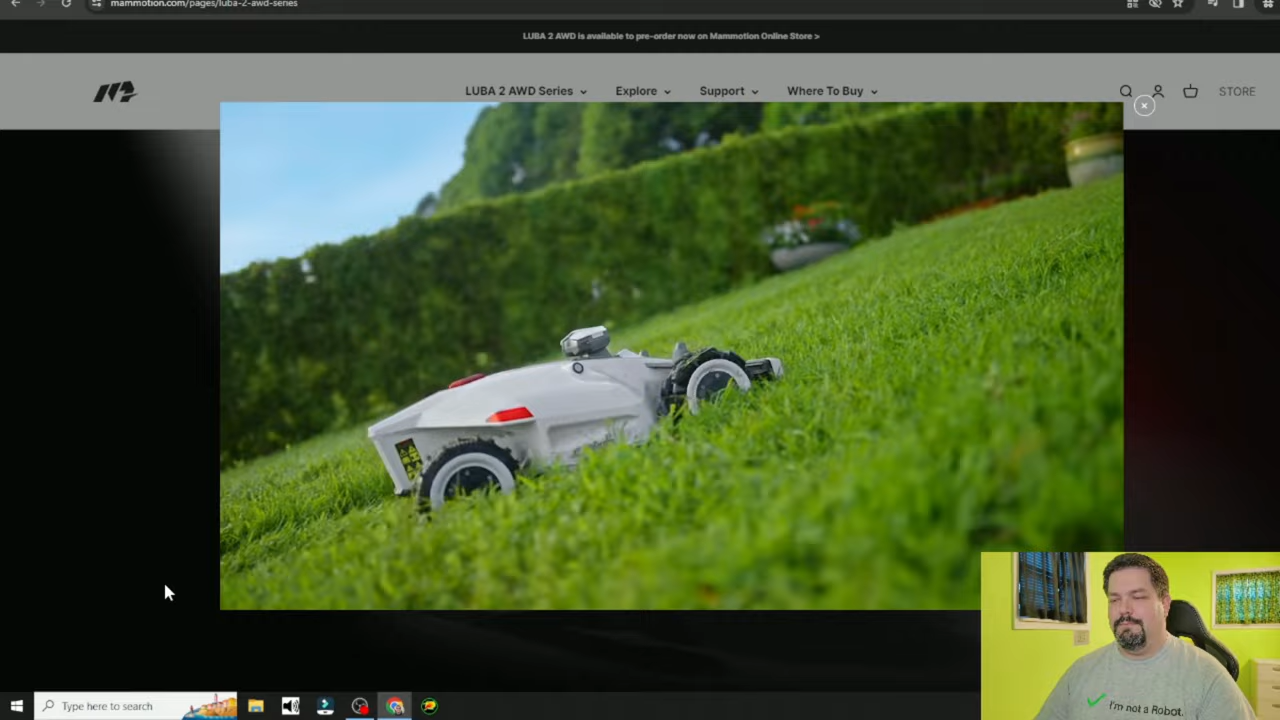 mammotion.com/pages/luba-2-awd-series
LUBA 2 AWD is available to pre-order now on Mammotion Online Store >
LUBA 2 AWD Series
Explore
Support
Where To Buy
STORE
Type here to search
I'm not a Robot.